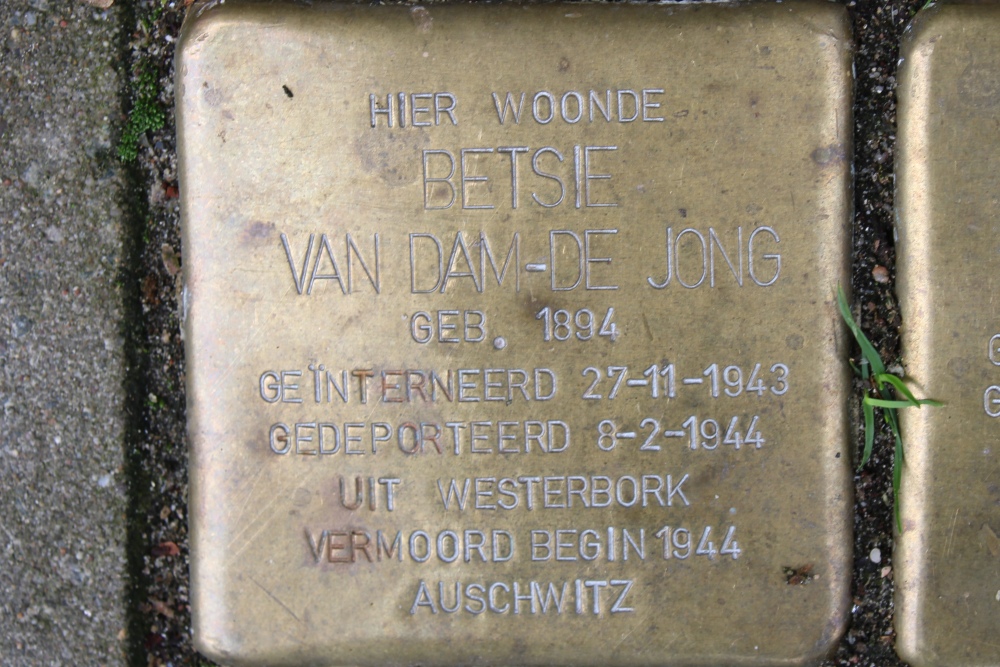 HIER WOONDE
BETSIE
VAN DAM-DE JONG
GEB. 1894
GEÏNTERNEERD 27-11-1943
GEDEPORTEERD 8-2-1944
UIT WESTERBORK
VERMOORD BEGIN 1944
AUSCHWITZ
G
G